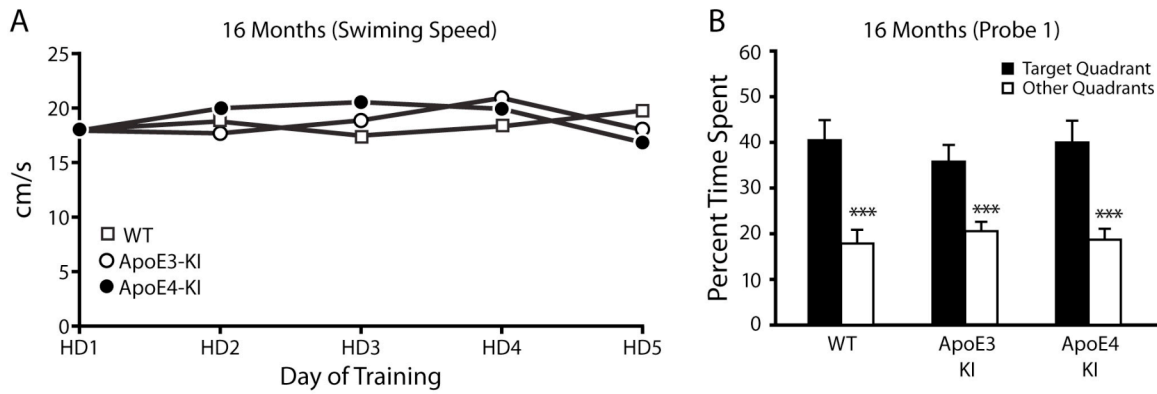 A
16 Months (Swiming Speed)
25
20
15
10
5
0
cm/s
WT
ApoE3-KI
ApoE4-KI
HD1 HD2 HD3 HD4 HD5
Day of Training
B
16 Months (Probe 1)
60
50
40
30
20
10
0
Percent Time Spent
Target Quadrant
Other Quadrants
*** *** ***
WT ApoE3 ApoE4
KI KI